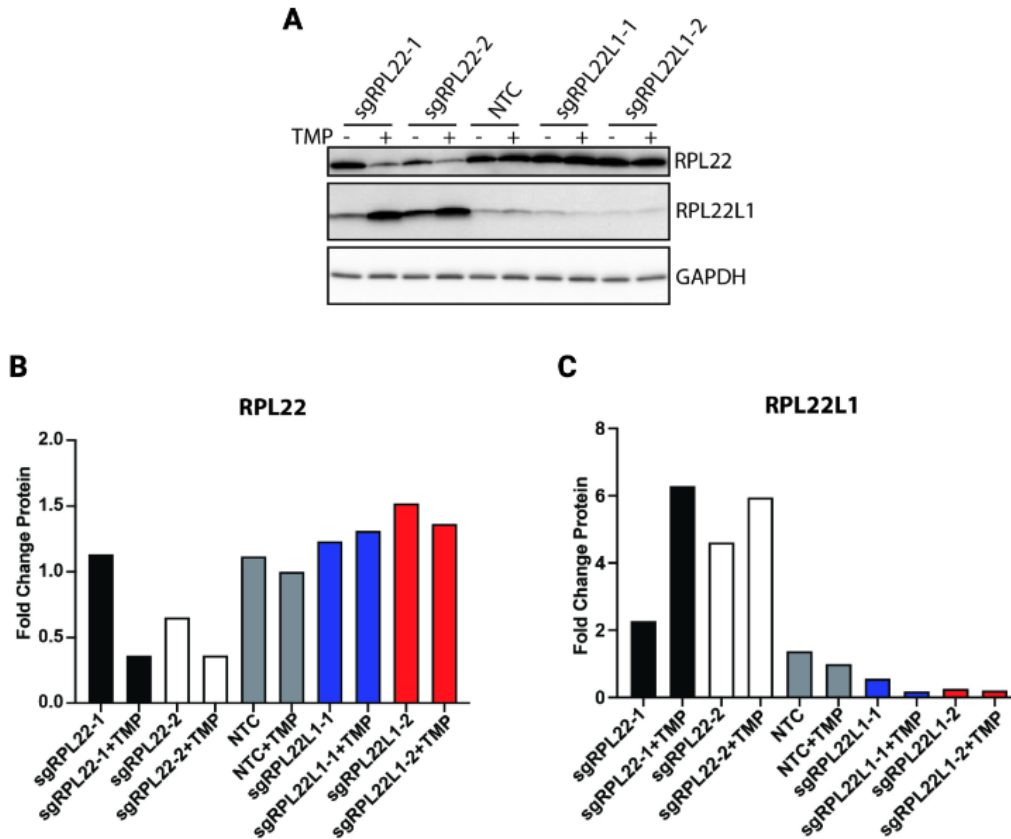 A
sgRPL22-1 sgRPL22-2 NTC sgRPL22L1-1 sgRPL22L1-2
TMP - + - + - + - + - +
RPL22
RPL22L1
GAPDH
B
RPL22
Fold Change Protein
2.0
1.5
1.0
0.5
0.0
sgRPL22-1
sgRPL22-1+TMP
sgRPL22-2
sgRPL22-2+TMP
NTC
NTC+TMP
sgRPL22L1-1
sgRPL22L1-1+TMP
sgRPL22L1-2
sgRPL22L1-2+TMP
C
RPL22L1
Fold Change Protein
8
6
4
2
0
sgRPL22-1
sgRPL22-1+TMP
sgRPL22-2
sgRPL22-2+TMP
NTC
NTC+TMP
sgRPL22L1-1
sgRPL22L1-1+TMP
sgRPL22L1-2
sgRPL22L1-2+TMP